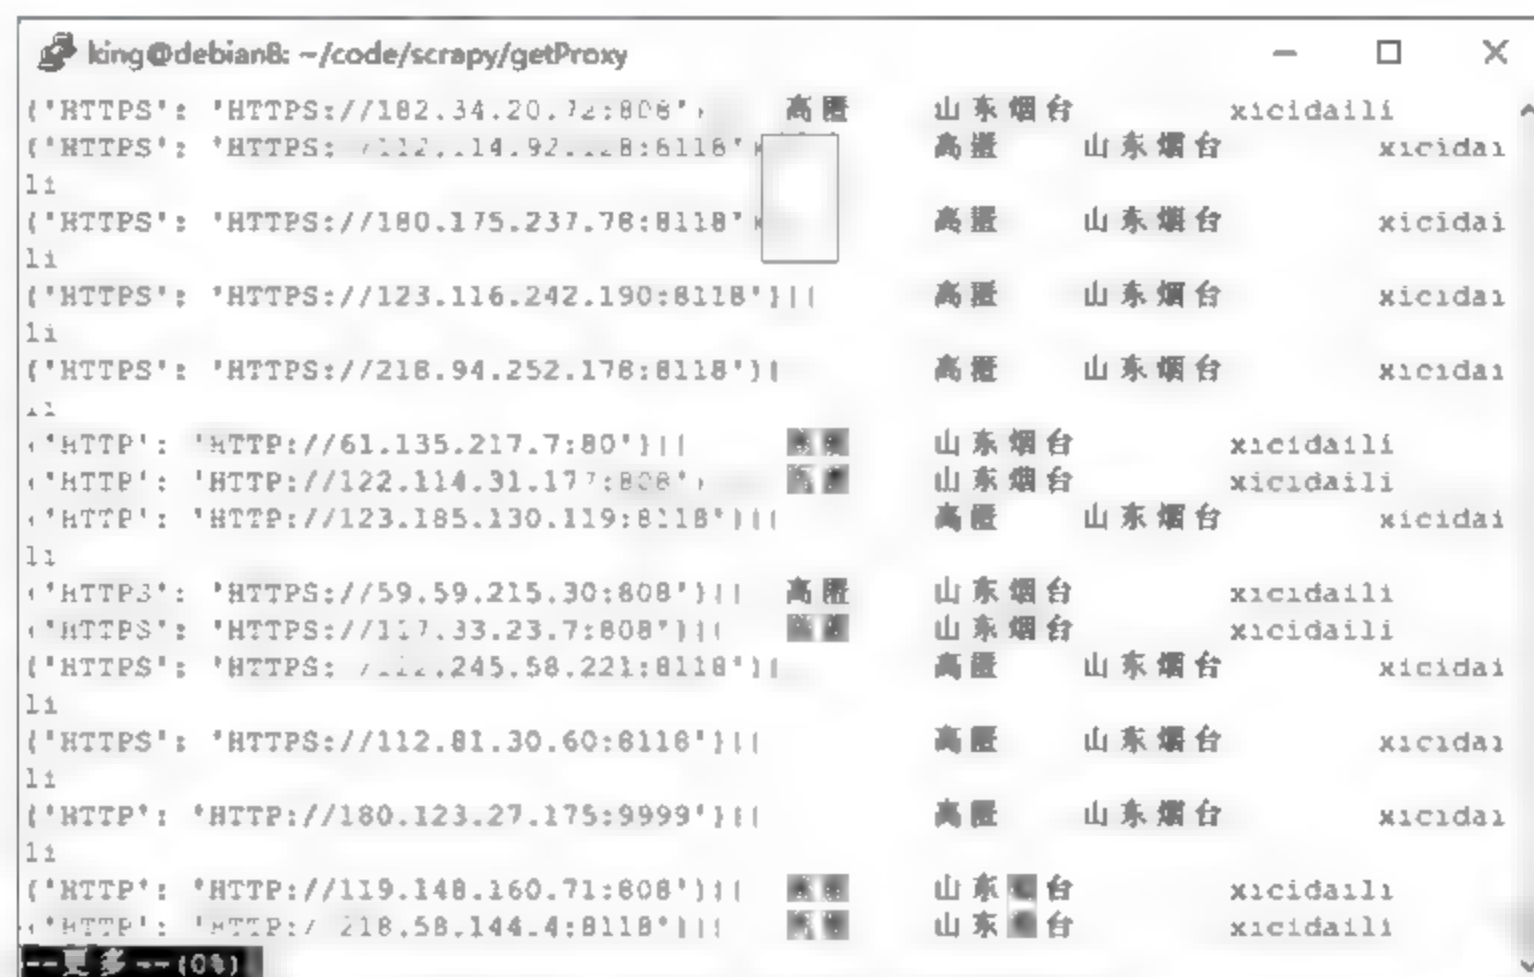 king@debian8: ~/code/scrapy/getProxy
{'HTTPS': 'HTTPS://182.34.20.72:808' 高匿 山东烟台 xicidaili
{'HTTPS': 'HTTPS: 高匿 山东烟台 xicidai
li
{'HTTPS': 'HTTPS://180.175.237.78:8118' 高匿 山东烟台 xicidai
li
{'HTTPS': 'HTTPS://123.116.242.190:8118'}|| 高匿 山东烟台 xicidai
li
{'HTTPS': 'HTTPS://218.94.252.178:8118'}| 高匿 山东烟台 xicidai
li
{'HTTP': 'HTTP://61.135.217.7:80'}|| 山东烟台 xicidaili
{'HTTP': 'HTTP://122.114.31.177:808' 山东烟台 xicidaili
{'HTTP': 'HTTP://123.185.130.119:8118'}|| 高匿 山东烟台 xicidai
li
{'HTTPS': 'HTTPS://59.59.215.30:808'}|| 高匿 山东烟台 xicidaili
{'HTTPS': 'HTTPS://117.33.23.7:808'}|| 山东烟台 xicidaili
{'HTTPS': 'HTTPS: 245.58.221:8118'}| 高匿 山东烟台 xicidai
li
{'HTTPS': 'HTTPS://112.81.30.60:8118'}|| 高匿 山东烟台 xicidai
li
{'HTTP': 'HTTP://180.123.27.175:9999'}|| 高匿 山东烟台 xicidai
li
{'HTTP': 'HTTP://119.148.160.71:808'}|| 山东 台 xicidaili
{'HTTP': 'HTTP:/ 218.58.144.4:8118'}|| 山东 台 xicidaili
--更多--(0%)